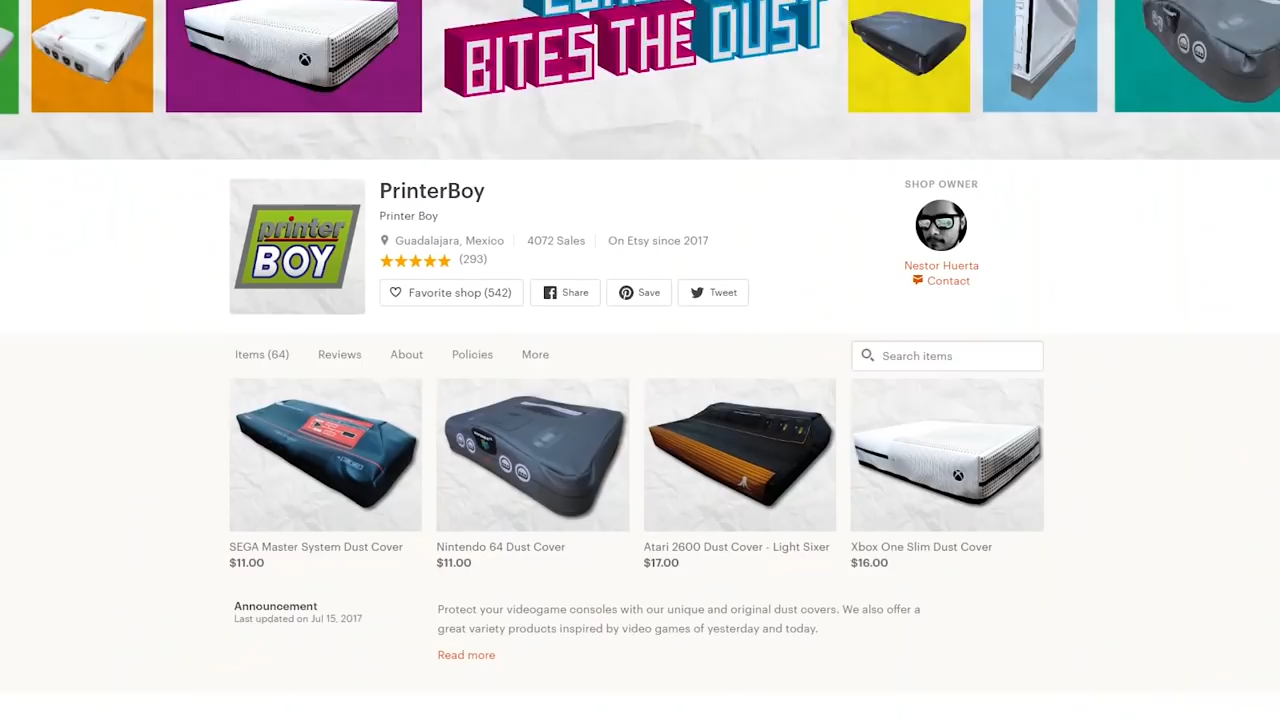 BITES THE DUST
PrinterBoy
Printer Boy
Guadalajara, Mexico 4072 Sales On Etsy since 2017
(293)
Favorite shop (542) Share Save Tweet
printer
BOY
SHOP OWNER
Nestor Huerta
Contact
Items (64) Reviews About Policies More Search items
SEGA Master System Dust Cover
$11.00
Nintendo 64 Dust Cover
$11.00
Atari 2600 Dust Cover - Light Sixer
$17.00
Xbox One Slim Dust Cover
$16.00
Announcement
Last updated on Jul 15, 2017
Protect your videogame consoles with our unique and original dust covers. We also offer a
great variety products inspired by video games of yesterday and today.
Read more